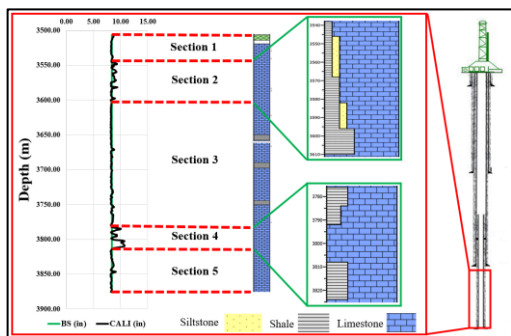 5.00 10.00 15.00
3500.00
3550.00
3600.00
3650.00
3700.00
3750.00
3800.00
3850.00
3900.00
Depth (m)
Section 1
Section 2
Section 3
Section 4
Section 5
BS (in) CALI (in)
Siltstone
Shale
Limestone